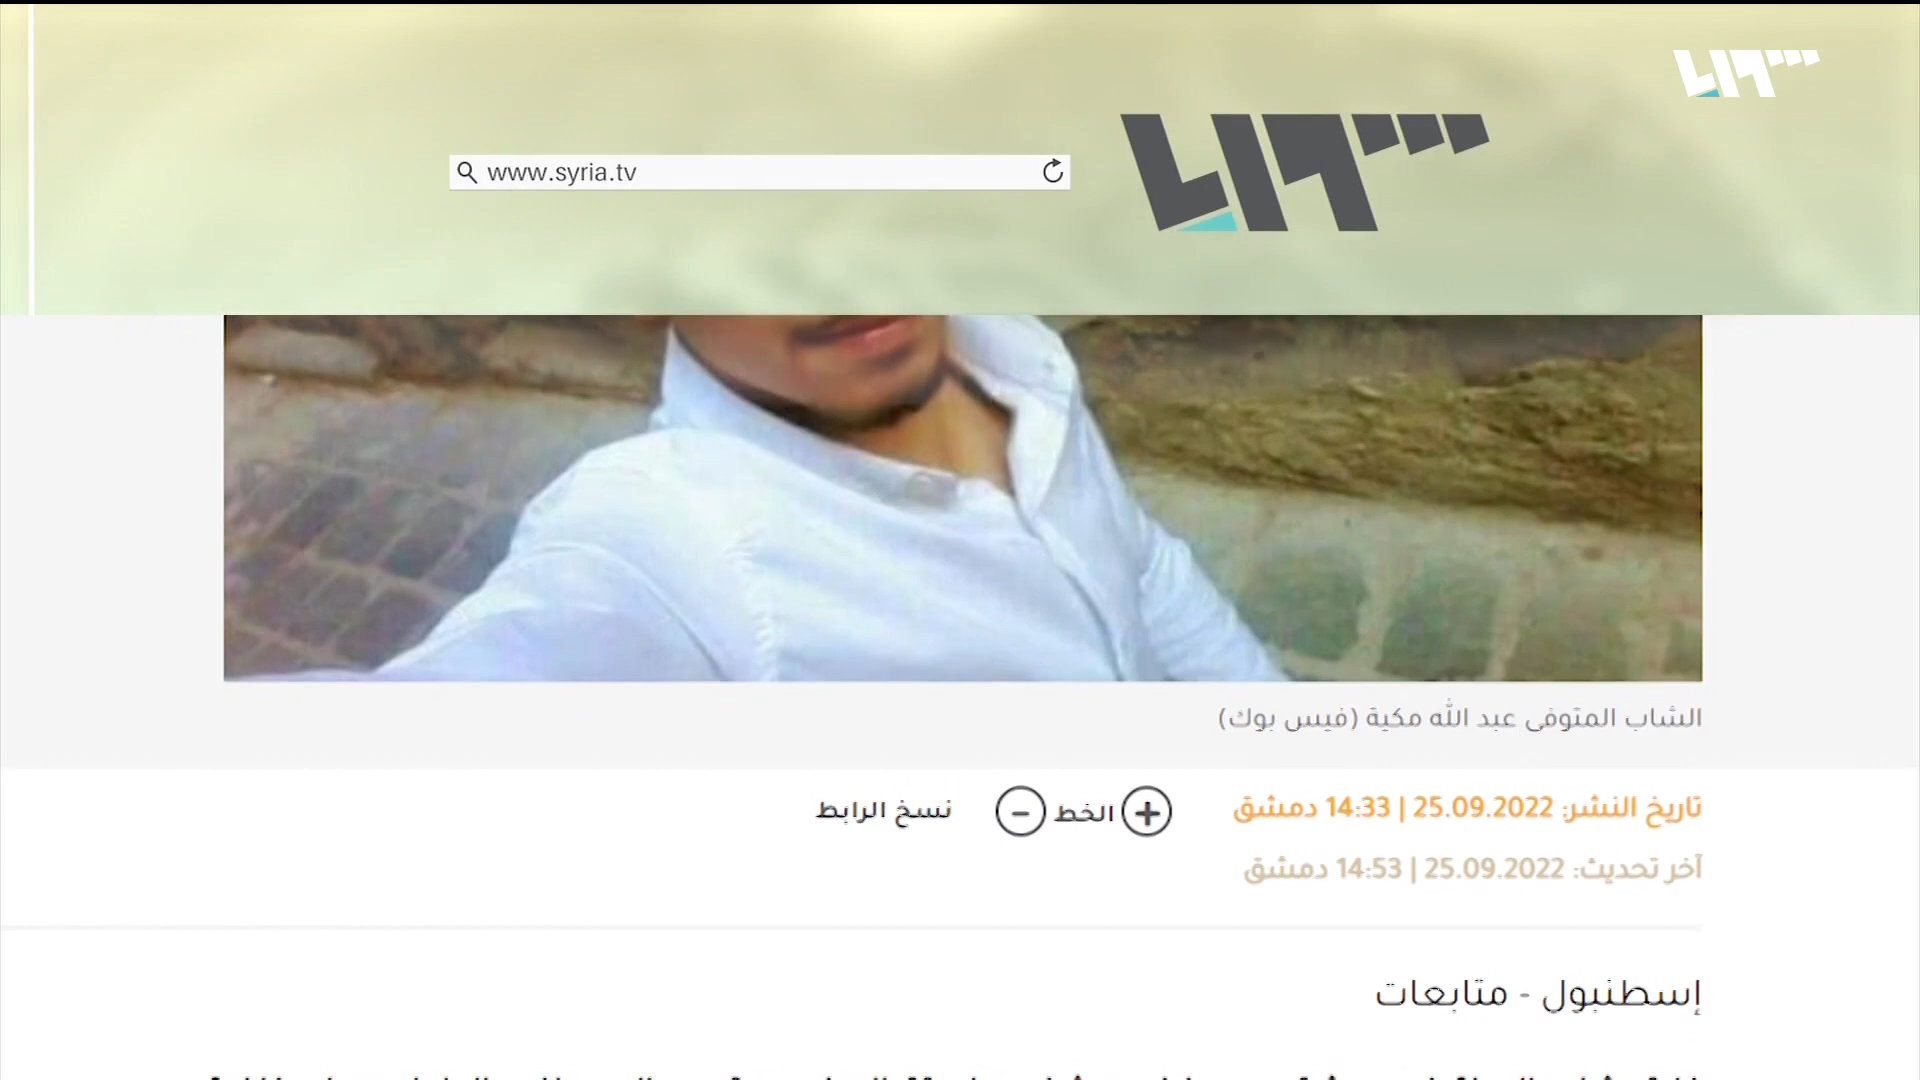 www.syria.tv
الشاب المتوفى عبد الله مكية (فيس بوك)
تاريخ النشر: 25.09.2022 | 14:33 دمشق
الخط
نسخ الرابط
آخر تحديث: 25.09.2022 | 14:53 دمشق
إسطنبول - متابعات